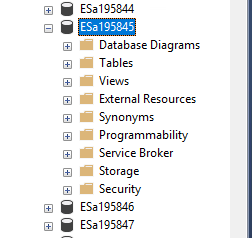 ESa195844
ESa195845
Database Diagrams
Tables
Views
External Resources
Synonyms
Programmability
Service Broker
Storage
Security
ESa195846
ESa195847